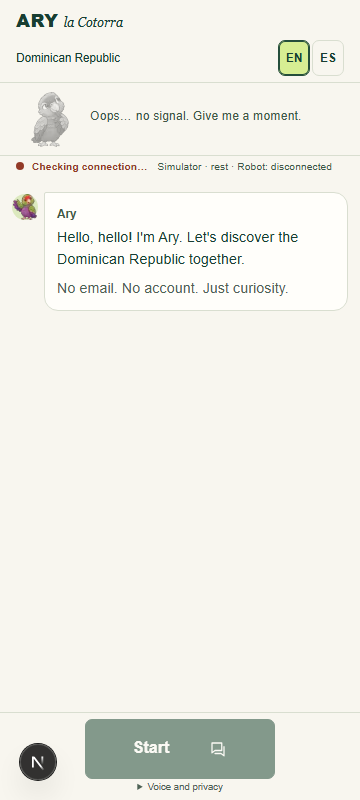 ARY la Cotorra
Dominican Republic
EN
ES
Oops... no signal. Give me a moment.
Checking connection... Simulator · rest · Robot: disconnected
Ary
Hello, hello! I'm Ary. Let's discover the
Dominican Republic together.
No email. No account. Just curiosity.
Start
N
▶ Voice and privacy